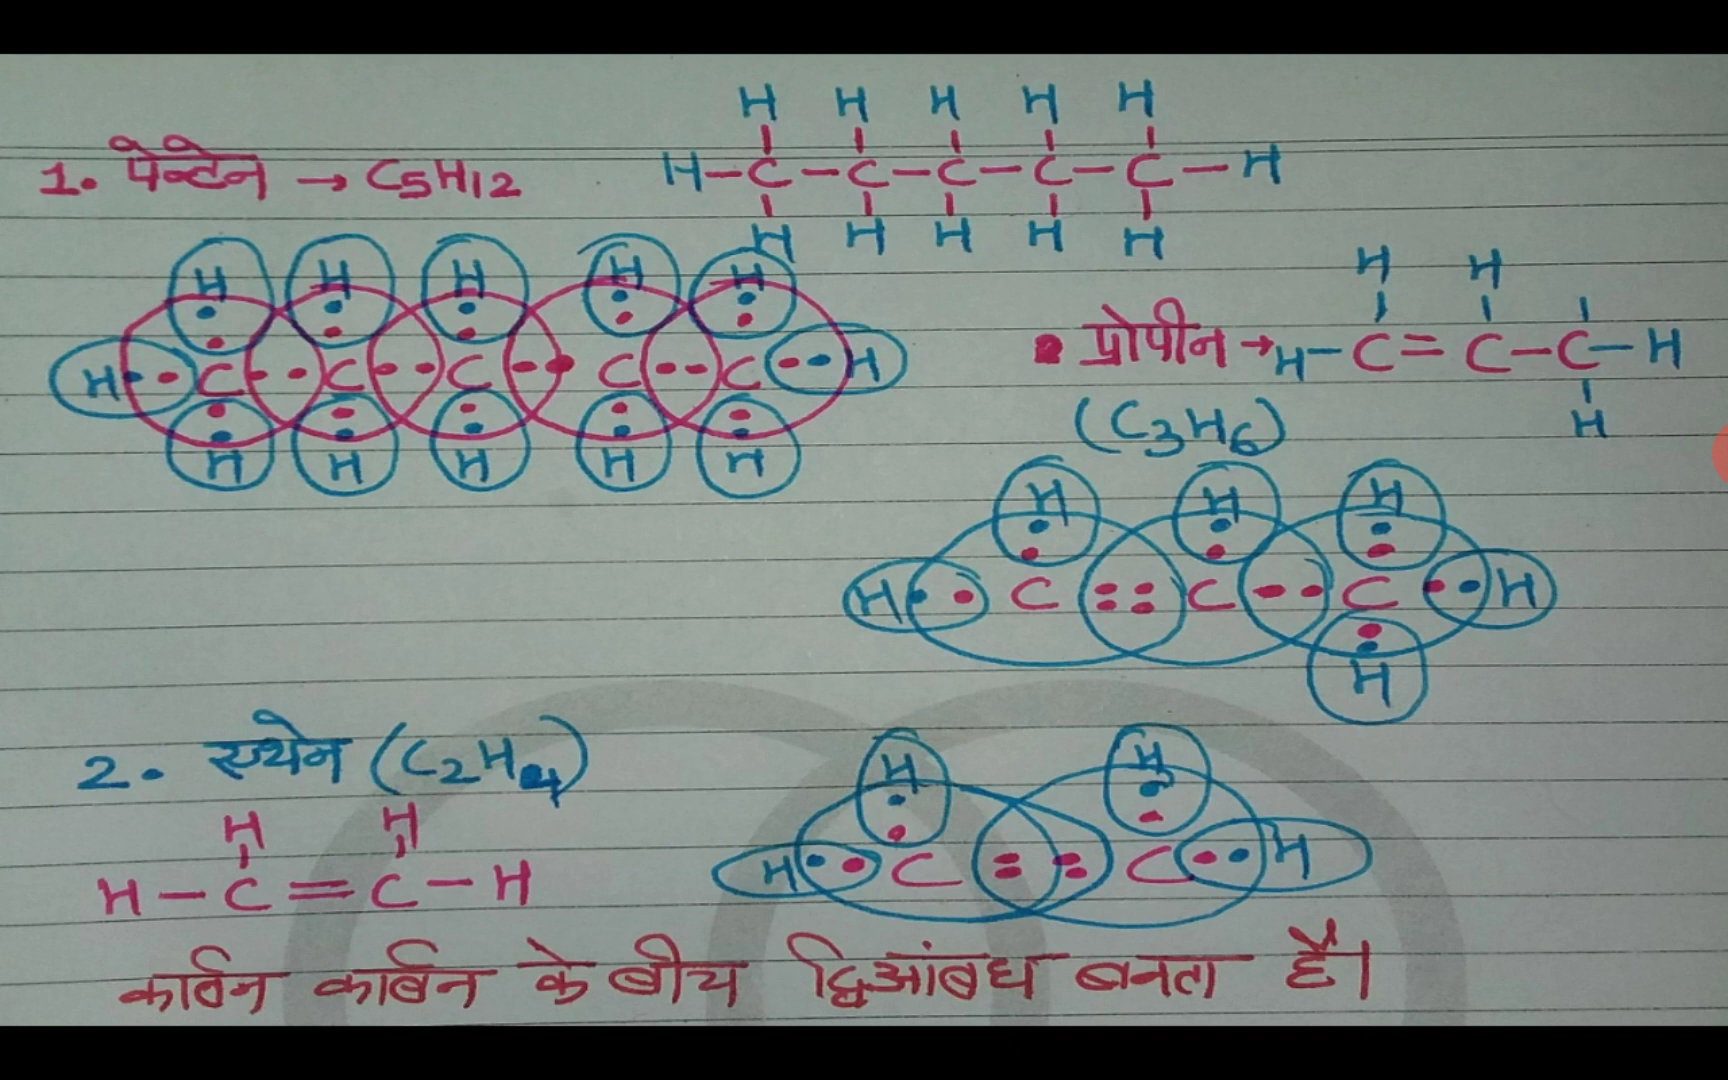 H H H H H
1. पेन्टेन → C5H12
H-C-C-C-C-C-H
H H H H H
H H H H H
H C C C C C H
H H H H H
H H
• प्रोपीन → H-C=C-C-H
(C3H6)
H
H H H
H C C C H
H
2. एथेन (C2H4)
H H
H-C=C-H
H H
H C C H
कार्बन कार्बन के बीच द्विआंबध बनता है।